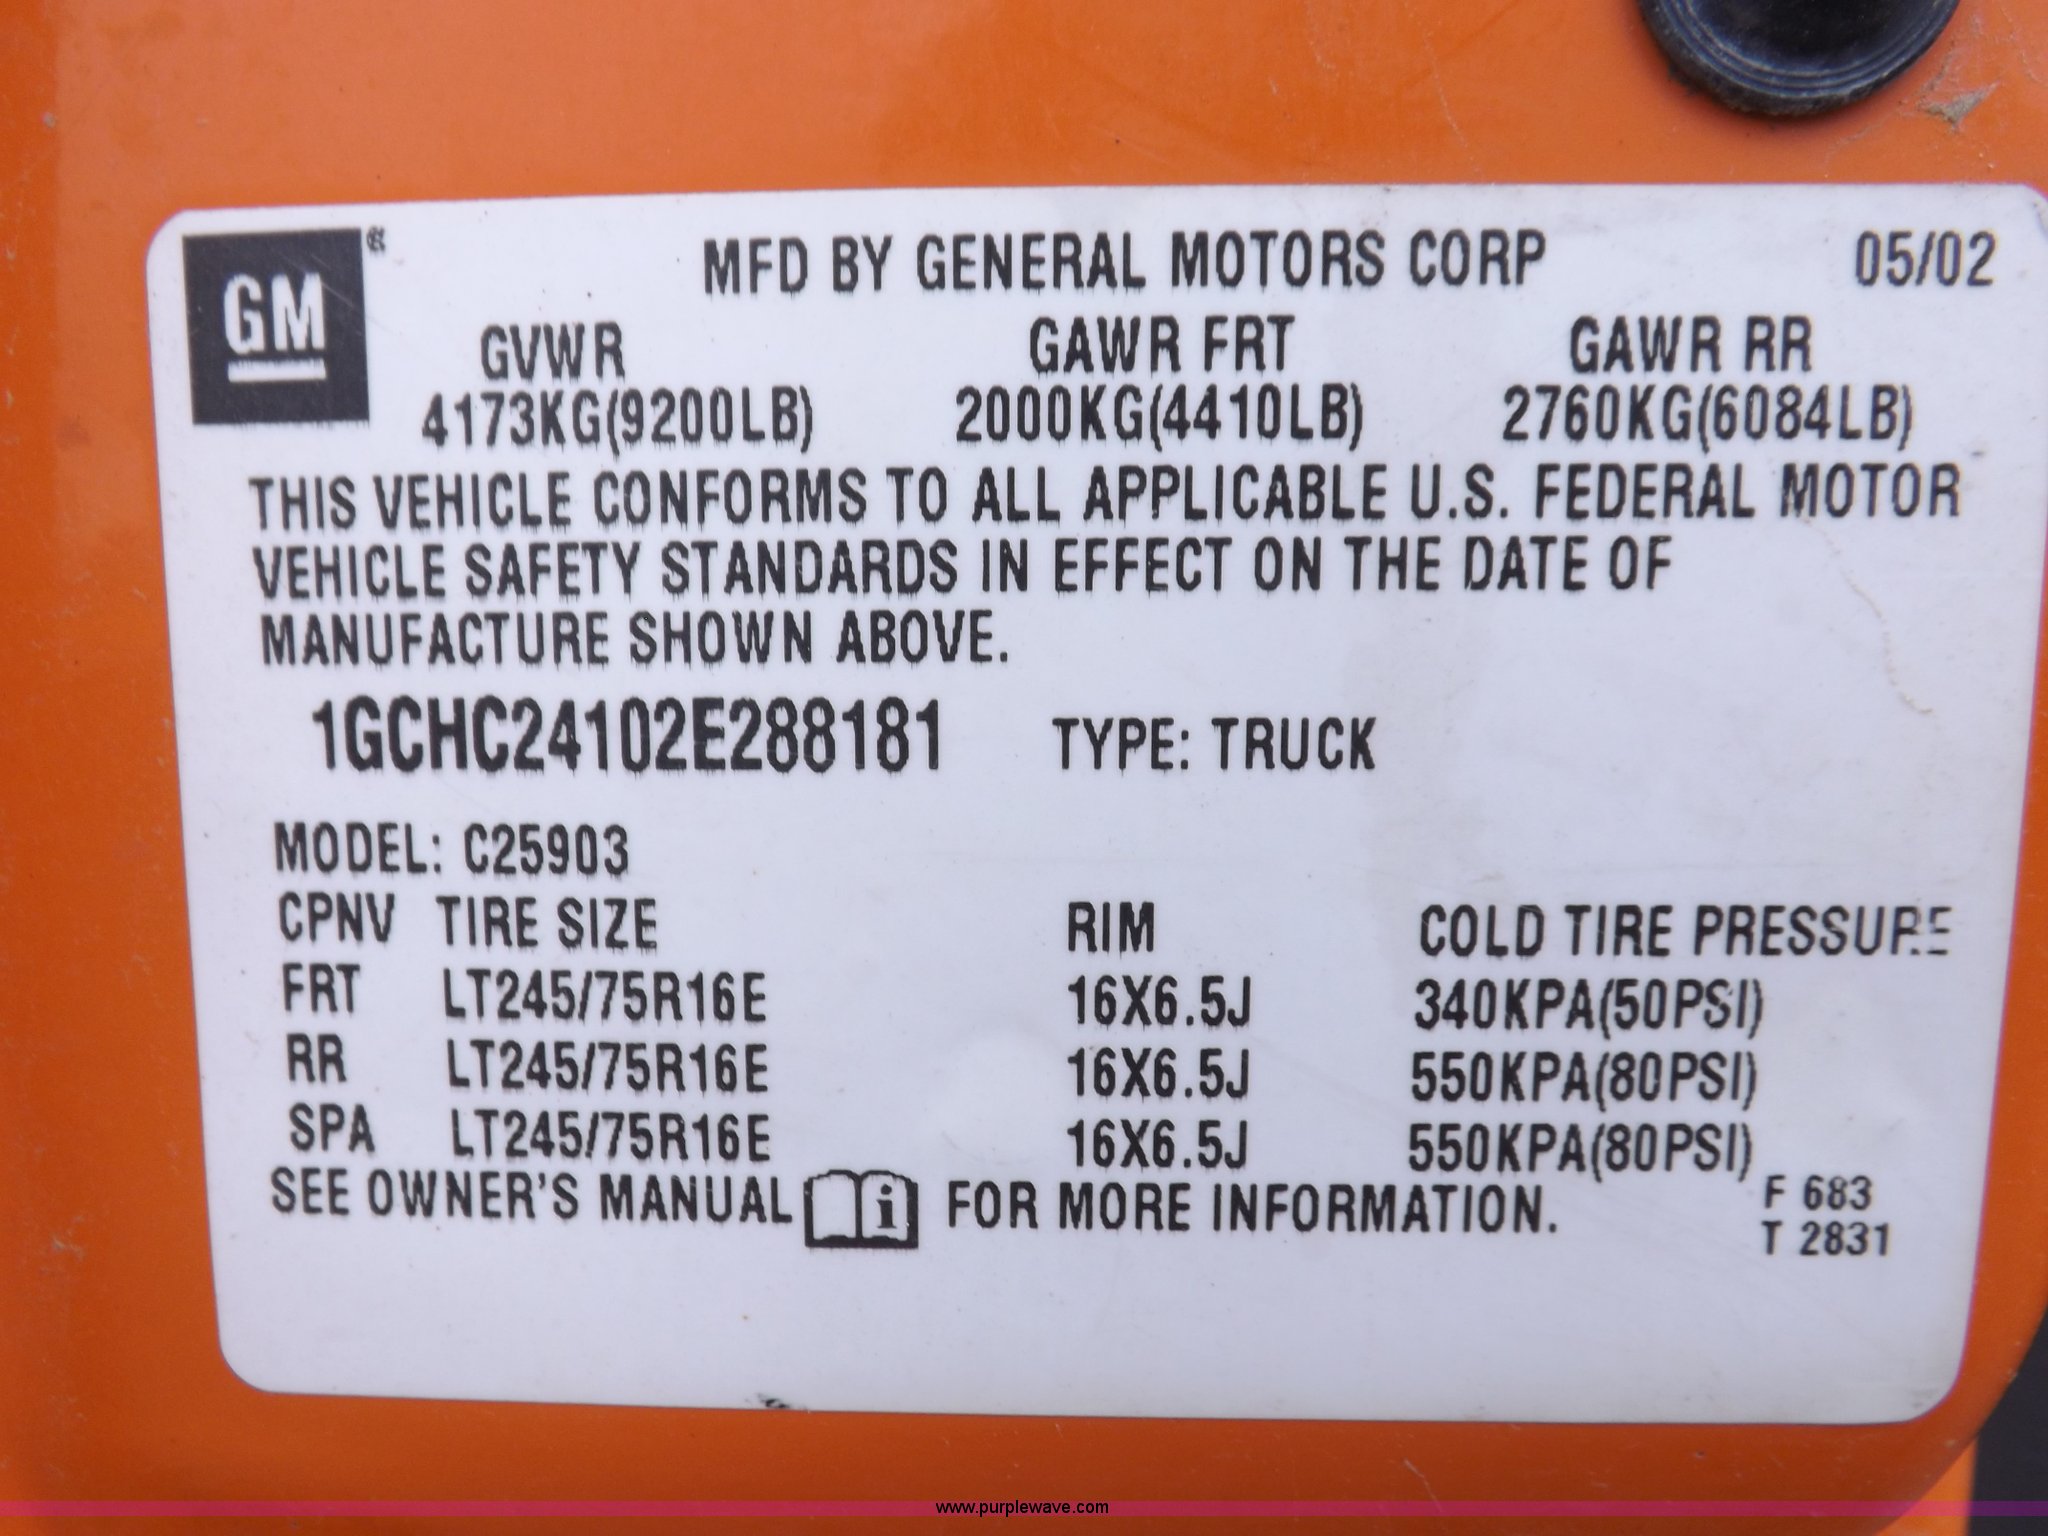 GM
MFD BY GENERAL MOTORS CORP 05/02
GVWR GAWR FRT GAWR RR
4173KG(9200LB) 2000KG(4410LB) 2760KG(6084LB)
THIS VEHICLE CONFORMS TO ALL APPLICABLE U.S. FEDERAL MOTOR
VEHICLE SAFETY STANDARDS IN EFFECT ON THE DATE OF
MANUFACTURE SHOWN ABOVE.
1GCHC24102E288181 TYPE: TRUCK
MODEL: C25903
CPNV TIRE SIZE RIM COLD TIRE PRESSURE
FRT LT245/75R16E 16X6.5J 340KPA(50PSI)
RR LT245/75R16E 16X6.5J 550KPA(80PSI)
SPA LT245/75R16E 16X6.5J 550KPA(80PSI)
SEE OWNER'S MANUAL i FOR MORE INFORMATION.
F 683
T 2831
www.purplewave.com